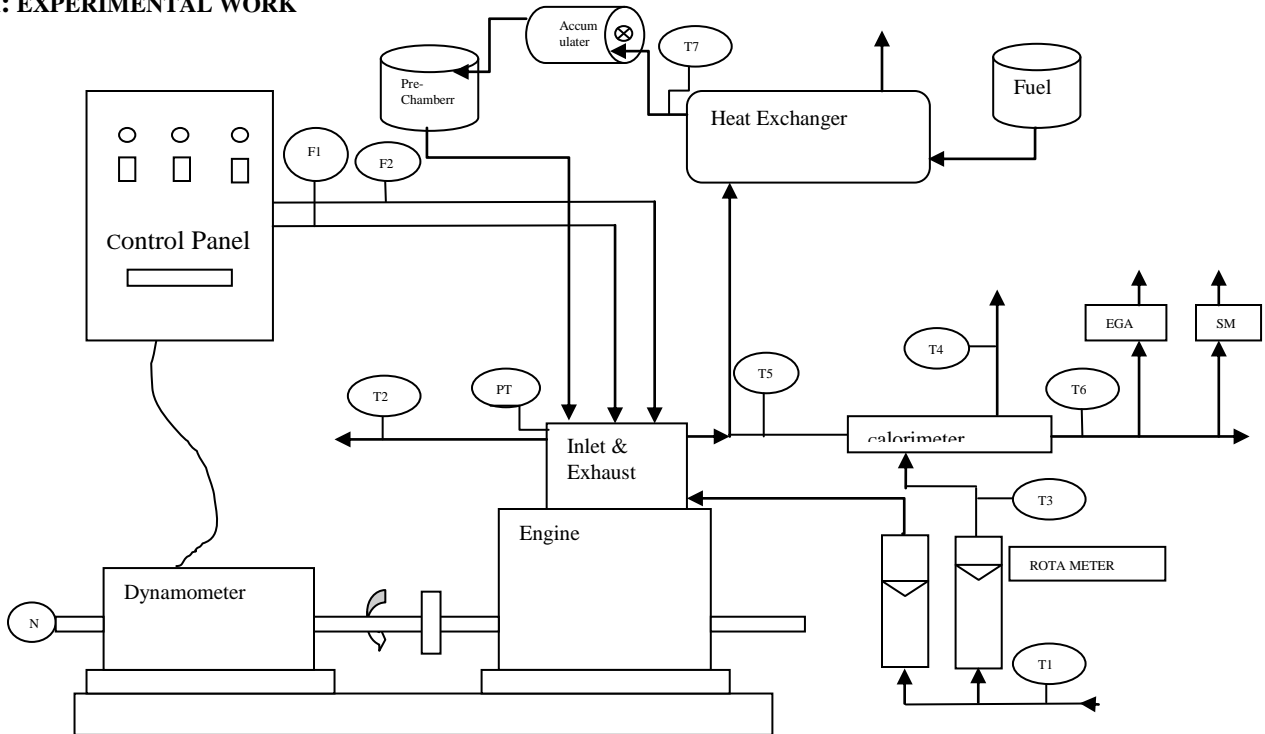 : EXPERIMENTAL WORK
Accum
ulater
T7
Pre-
Chamberr
Heat Exchanger
Fuel
F1
F2
Control Panel
EGA
SM
T4
T5
T6
T2
PT
Inlet &
Exhaust
calorimeter
T3
Engine
ROTA METER
Dynamometer
N
T1